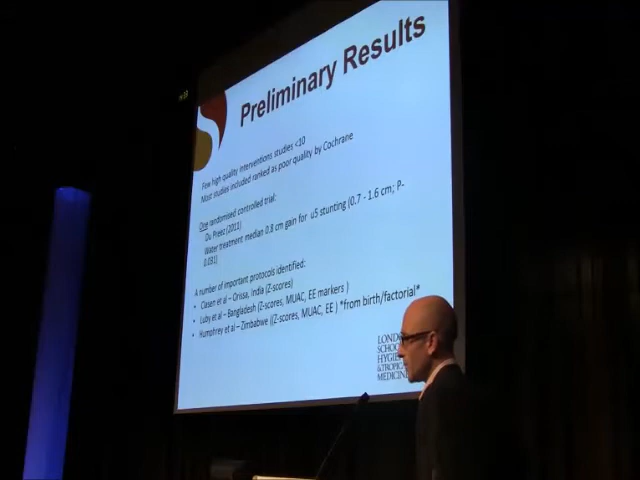 Preliminary Results
Few high quality interventions studies <10
Most studies included ranked as poor quality by Cochrane
One randomised controlled trial:
Du Preez (2011)
Water treatment median 0.8 cm gain for u5 stunting (0.7 - 1.6 cm; P-
0.031)
A number of important protocols identified:
• Clasen et al – Orissa, India (Z-scores)
• Luby et al – Bangladesh (Z-scores, MUAC, EE markers )
• Humphrey et al – Zimbabwe ((Z-scores, MUAC, EE ) *from birth/factorial*
LONDON
SCHOOL
HYGIE
&TROPIC
MEDICINE